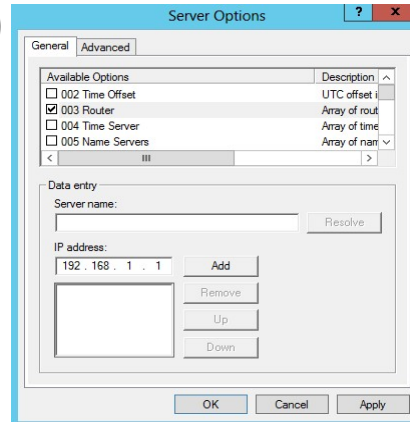 Server Options
? x
General Advanced
Available Options Description
002 Time Offset UTC offset i
003 Router Array of rout
004 Time Server Array of time
005 Name Servers Array of nam
Data entry
Server name:
Resolve
IP address:
192 . 168 . 1 . 1 Add
Remove
Up
Down
OK Cancel Apply